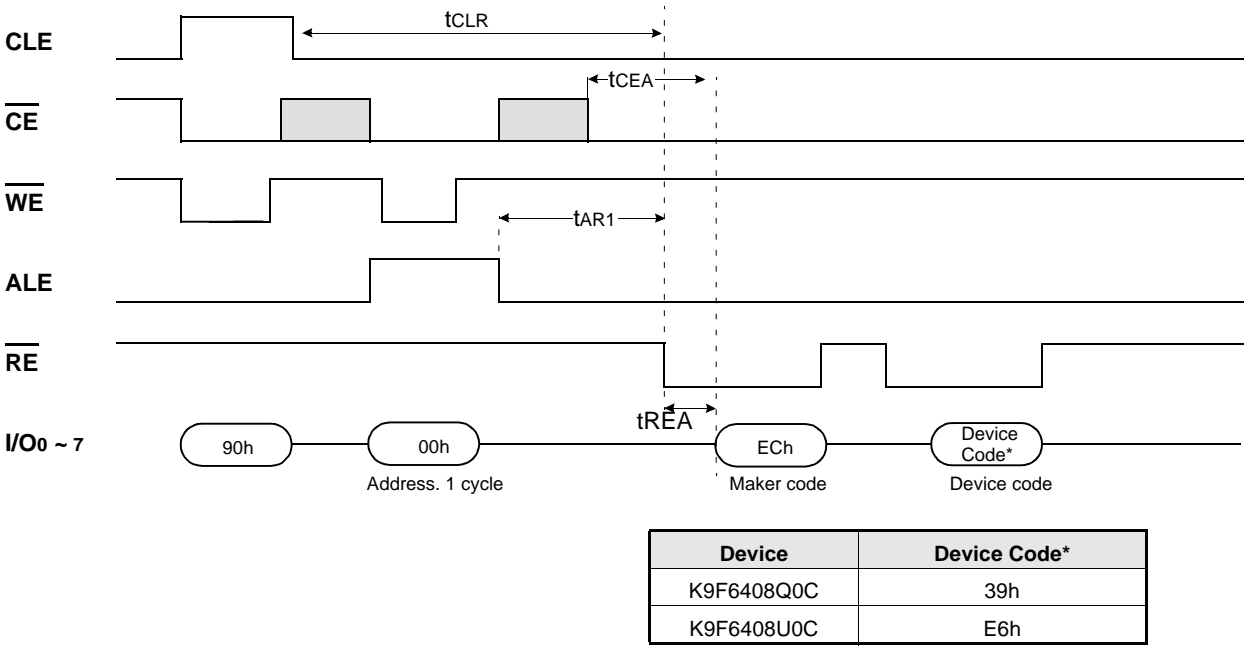 tCLR
CLE
tCEA
CE
WE
tAR1
ALE
RE
tREA
I/O0 ~ 7
90h
00h
ECh
Device
Code*
Address. 1 cycle
Maker code
Device code
Device Device Code*
K9F6408Q0C 39h
K9F6408U0C E6h